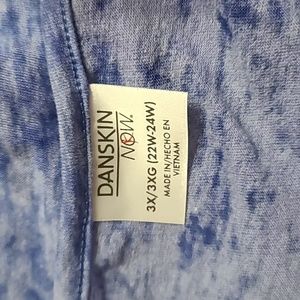 DANSKIN
NOW.
3X/3XG (22W-24W)
MADE IN/HECHO EN
VIETNAM